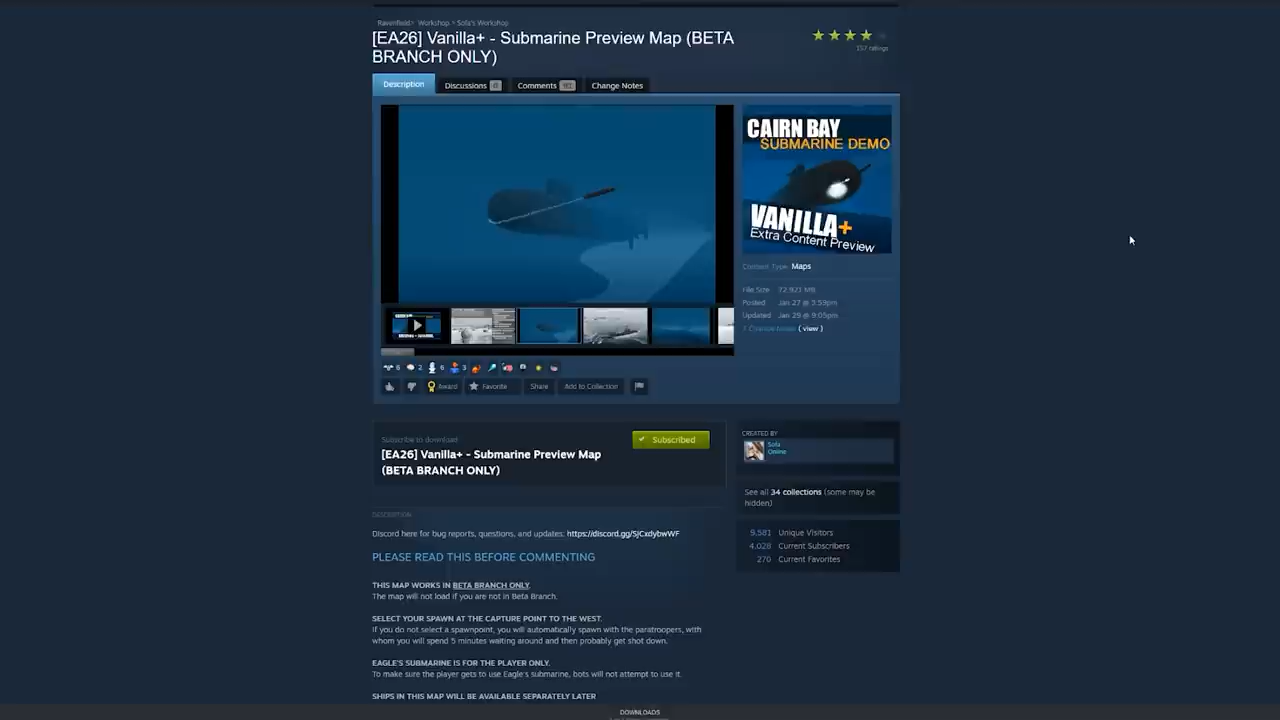 Ravenfield > Workshop > Sofa's Workshop
[EA26] Vanilla+ - Submarine Preview Map (BETA
BRANCH ONLY)
157 ratings
Description
Discussions 0
Comments
Change Notes
CAIRN BAY
SUBMARINE DEMO
VANILLA+
Extra Content Preview
Content Type: Maps
File Size 72.921 MB
Posted Jan 27 @ 3:59pm
Updated Jan 29 @ 9:05pm
( view )
6 2 6 3
Award
Favorite
Share
Add to Collection
Subscribe to download
[EA26] Vanilla+ - Submarine Preview Map
(BETA BRANCH ONLY)
Subscribed
CREATED BY
Sofa
Online
See all 34 collections (some may be
hidden)
9,581 Unique Visitors
4,028 Current Subscribers
270 Current Favorites
DESCRIPTION
Discord here for bug reports, questions, and updates: https://discord.gg/SjCxdybwWF
PLEASE READ THIS BEFORE COMMENTING
THIS MAP WORKS IN BETA BRANCH ONLY.
The map will not load if you are not in Beta Branch.
SELECT YOUR SPAWN AT THE CAPTURE POINT TO THE WEST.
If you do not select a spawnpoint, you will automatically spawn with the paratroopers, with
whom you will spend 5 minutes waiting around and then probably get shot down.
EAGLE'S SUBMARINE IS FOR THE PLAYER ONLY.
To make sure the player gets to use Eagle's submarine, bots will not attempt to use it.
SHIPS IN THIS MAP WILL BE AVAILABLE SEPARATELY LATER
DOWNLOADS